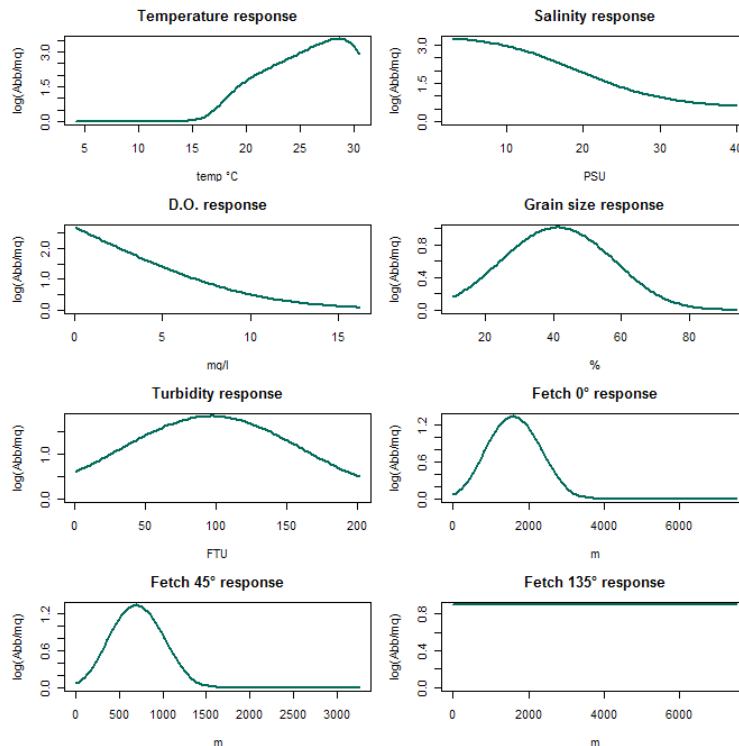 Temperature response
log(Abb/mq)
0.0 1.5 3.0
5 10 15 20 25 30
temp °C
Salinity response
log(Abb/mq)
0.0 1.5 3.0
10 20 30 40
PSU
D.O. response
log(Abb/mq)
0.0 1.0 2.0
0 5 10 15
mg/l
Grain size response
log(Abb/mq)
0.0 0.4 0.8
20 40 60 80
%
Turbidity response
log(Abb/mq)
0.0 1.0
0 50 100 150 200
FTU
Fetch 0° response
log(Abb/mq)
0.0 0.6 1.2
0 2000 4000 6000
m
Fetch 45° response
log(Abb/mq)
0.0 0.6 1.2
0 500 1000 1500 2000 2500 3000
m
Fetch 135° response
log(Abb/mq)
0.0 0.4 0.8
0 2000 4000 6000
m